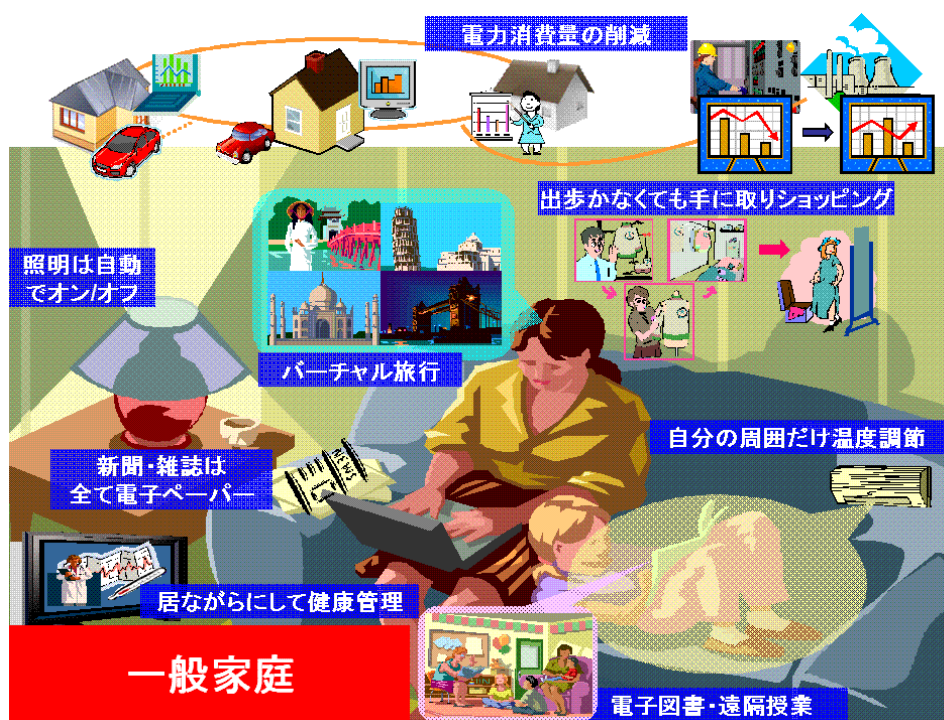 電力消費量の削減
出歩かなくても手に取りショッピング
照明は自動
でオン/オフ
バーチャル旅行
自分の周囲だけ温度調節
新聞・雑誌は
全て電子ペーパー
NEWS
居ながらにして健康管理
一般家庭
電子図書・遠隔授業